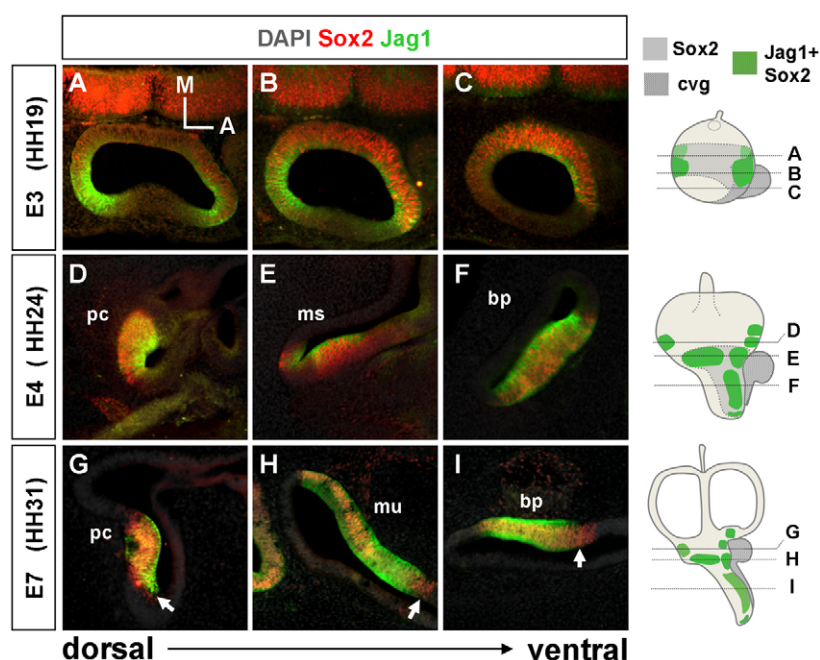 DAPI Sox2 Jag1
Sox2
cvg
Jag1+
Sox2
E3 (HH19)
A
M
A
B
C
A
B
C
E4 (HH24)
D
pc
E
ms
F
bp
D
E
F
E7 (HH31)
G
pc
H
mu
I
bp
G
H
I
dorsal
ventral